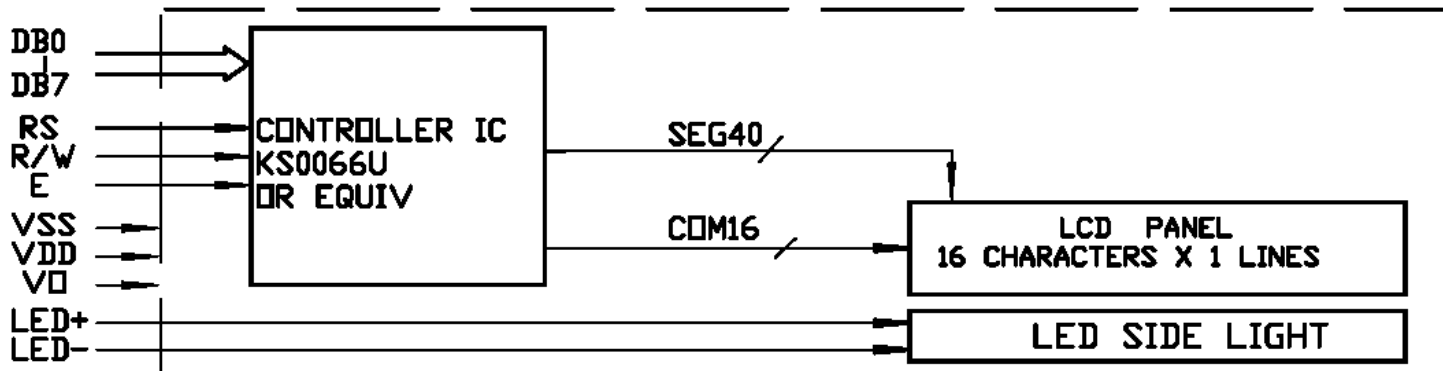 DB0
|
DB7
RS
R/W
E
VSS
VDD
VO
LED+
LED-
CONTROLLER IC
KS0066U
OR EQUIV
SEG40
COM16
LCD PANEL
16 CHARACTERS X 1 LINES
LED SIDE LIGHT